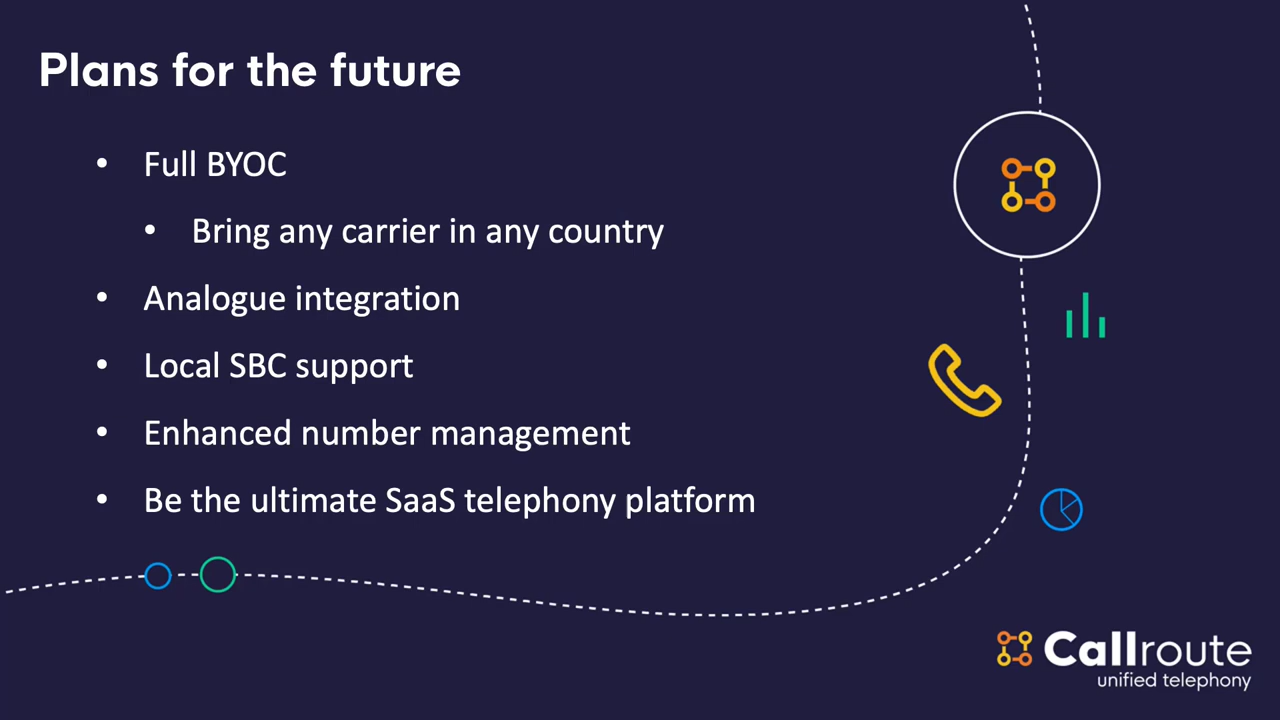 Plans for the future
• Full BYOC
• Bring any carrier in any country
• Analogue integration
• Local SBC support
• Enhanced number management
• Be the ultimate SaaS telephony platform
Callroute
unified telephony